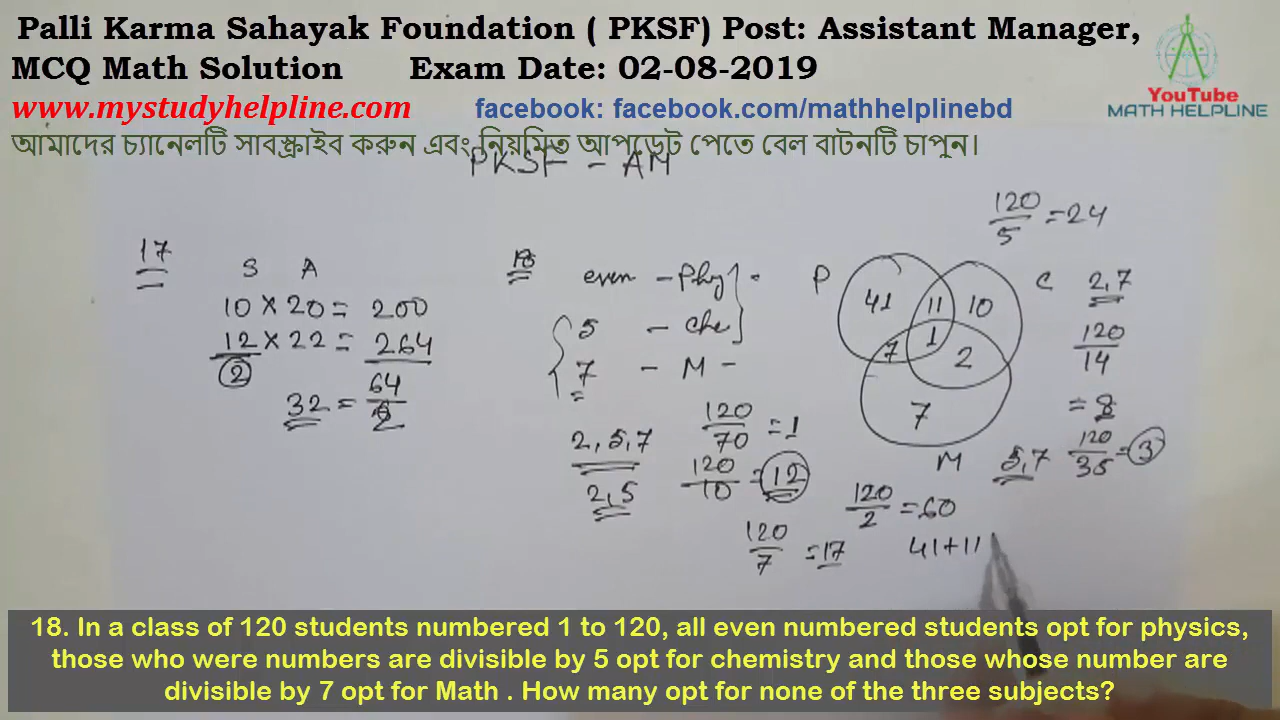 Palli Karma Sahayak Foundation ( PKSF) Post: Assistant Manager,
MCQ Math Solution Exam Date: 02-08-2019
www.mystudyhelpline.com facebook: facebook.com/mathhelplinebd
YouTube
MATH HELPLINE
আমাদের চ্যানেলটি সাবস্ক্রাইব করুন এবং নিয়মিত আপডেট পেতে বেল বাটনটি চাপুন।
PKSF - AM
17
S A
10 × 20 = 200
12 × 22 = 264
2 64
32 = 2
18
even - Phy
5 - Che
7 - M -
2, 5, 7 120/70 = 1
2, 5 120/10 = 12
120/7 = 17
120/5 = 24
P C
41 11 10
1
7 2
7
M
2, 7
120/14
= 8
5, 7 120/35 = 3
120/2 = 60
41 + 11
18. In a class of 120 students numbered 1 to 120, all even numbered students opt for physics,
those who were numbers are divisible by 5 opt for chemistry and those whose number are
divisible by 7 opt for Math . How many opt for none of the three subjects?